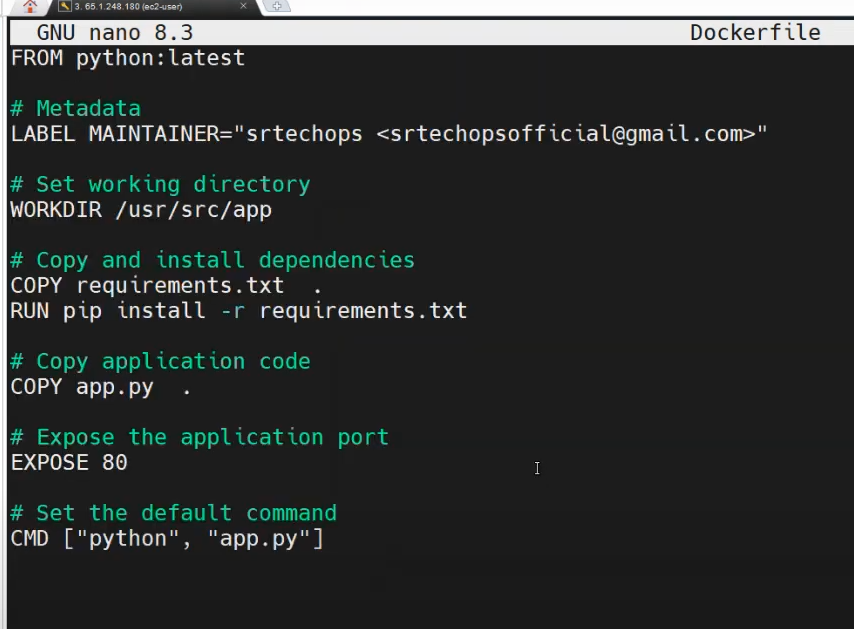 3. 65.1.248.180 (ec2-user)
GNU nano 8.3 Dockerfile
FROM python:latest
# Metadata
LABEL MAINTAINER="srtechops <srtechopsofficial@gmail.com>"
# Set working directory
WORKDIR /usr/src/app
# Copy and install dependencies
COPY requirements.txt  .
RUN pip install -r requirements.txt
# Copy application code
COPY app.py  .
# Expose the application port
EXPOSE 80
# Set the default command
CMD ["python", "app.py"]